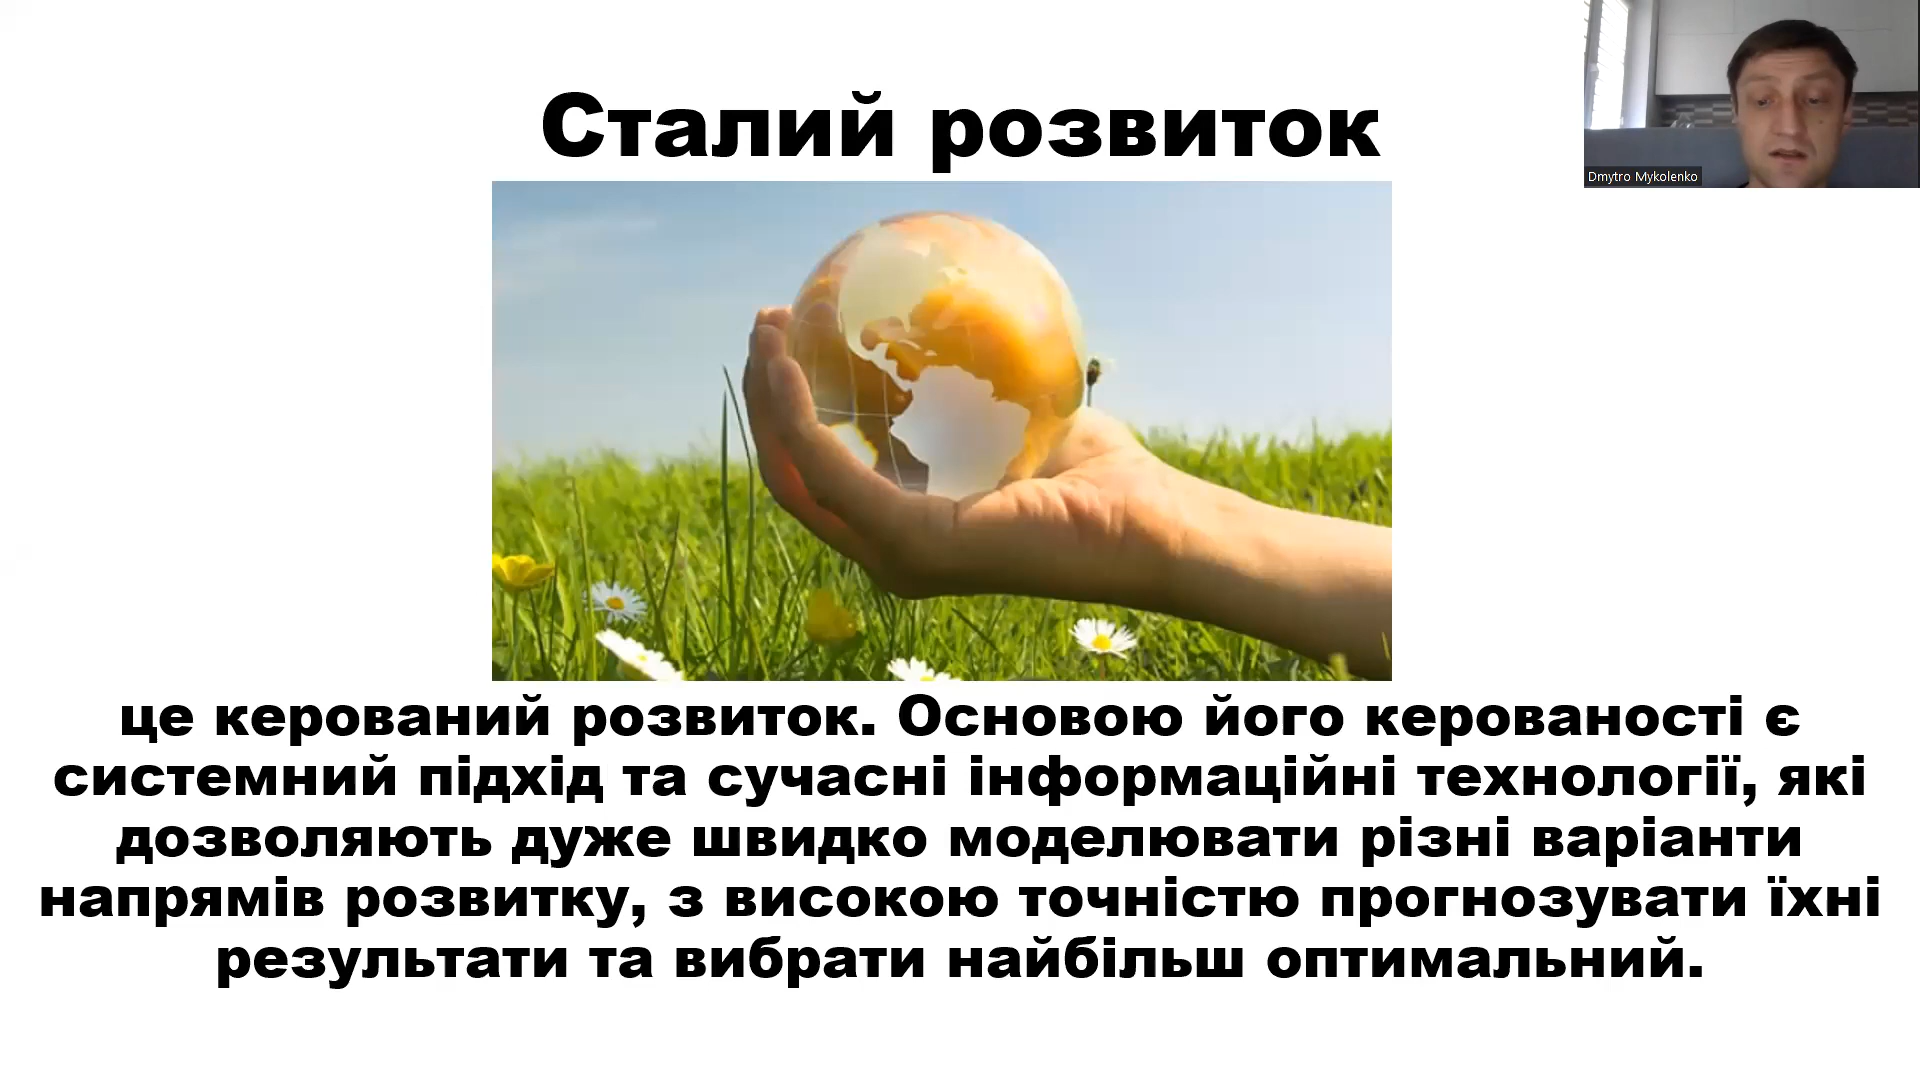 Сталий розвиток
Dmytro Mykolenko
це керований розвиток. Основою його керованості є
системний підхід та сучасні інформаційні технології, які
дозволяють дуже швидко моделювати різні варіанти
напрямів розвитку, з високою точністю прогнозувати їхні
результати та вибрати найбільш оптимальний.